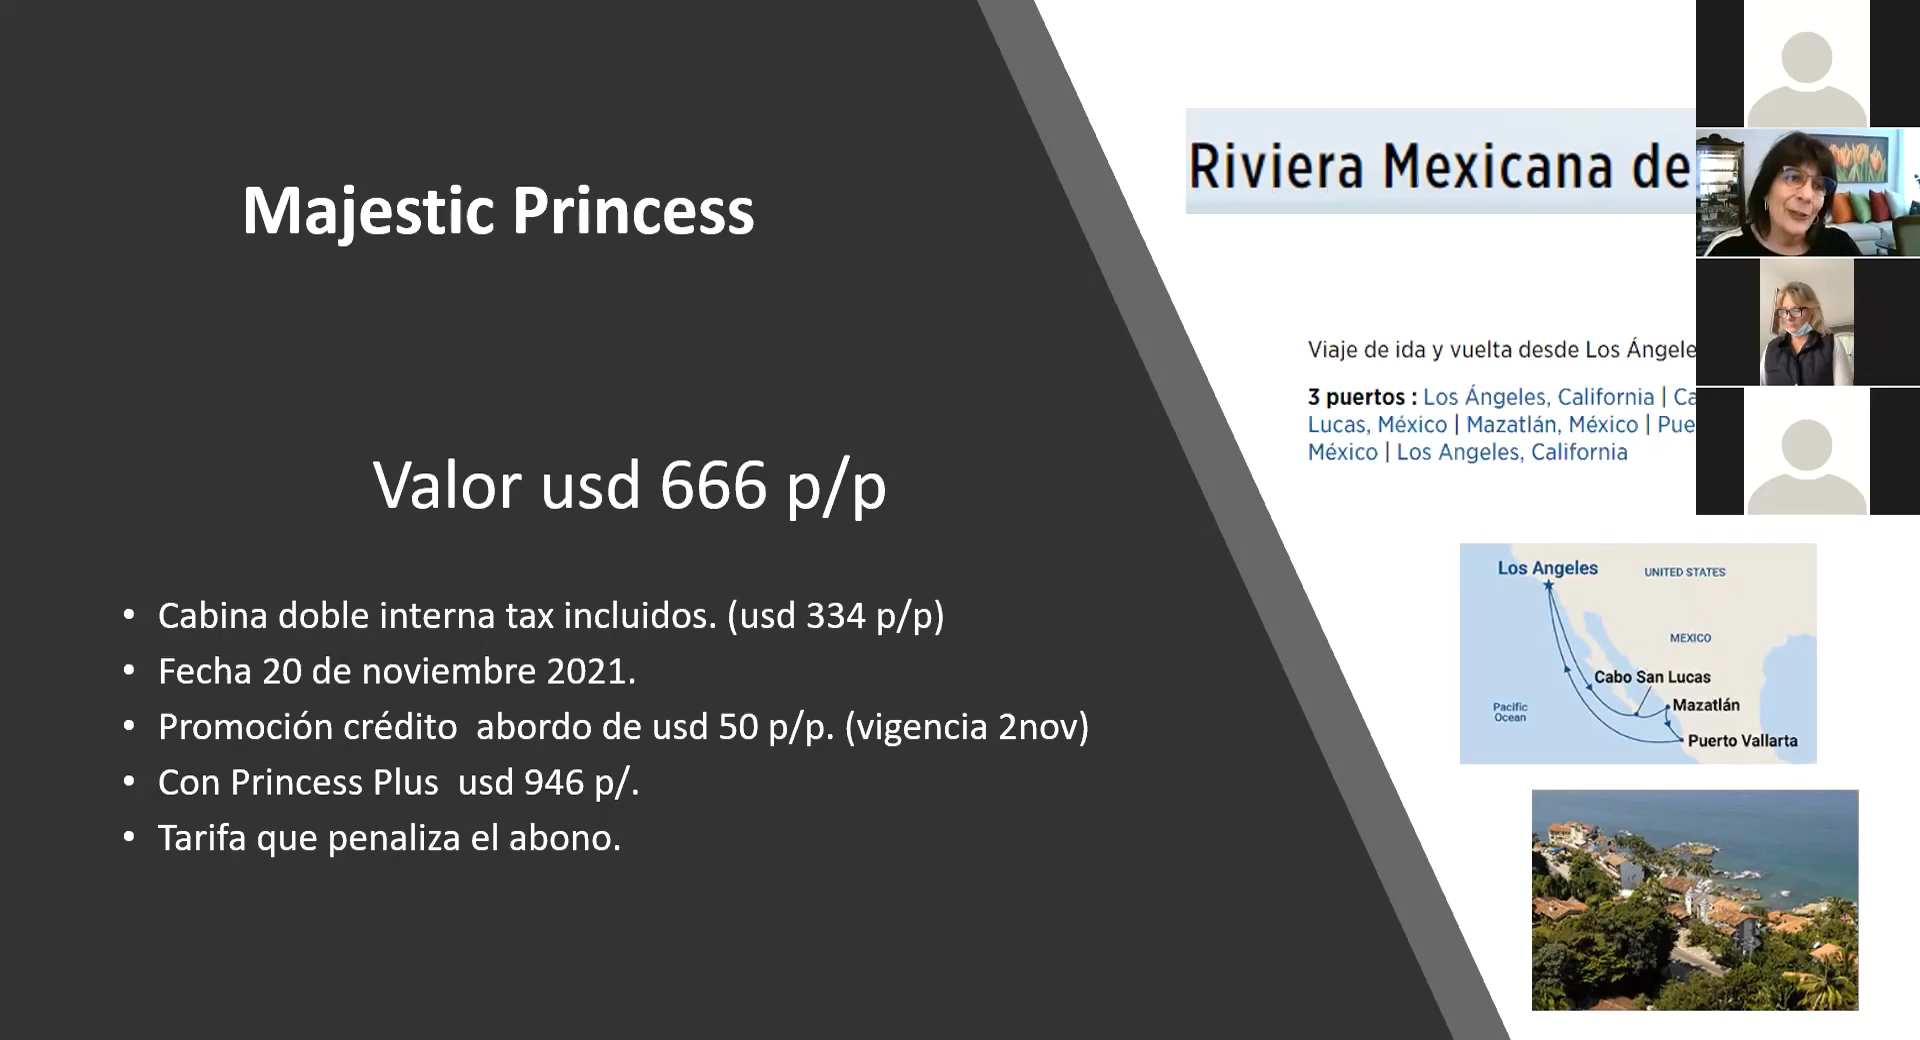 Majestic Princess
Valor usd 666 p/p
• Cabina doble interna tax incluidos. (usd 334 p/p)
• Fecha 20 de noviembre 2021.
• Promoción crédito  abordo de usd 50 p/p. (vigencia 2nov)
• Con Princess Plus  usd 946 p/.
• Tarifa que penaliza el abono.
Riviera Mexicana de
Viaje de ida y vuelta desde Los Ángele
3 puertos : Los Ángeles, California | Ca
Lucas, México | Mazatlán, México | Pue
México | Los Angeles, California
Los Angeles
UNITED STATES
MEXICO
Cabo San Lucas
Mazatlán
Pacific
Ocean
Puerto Vallarta